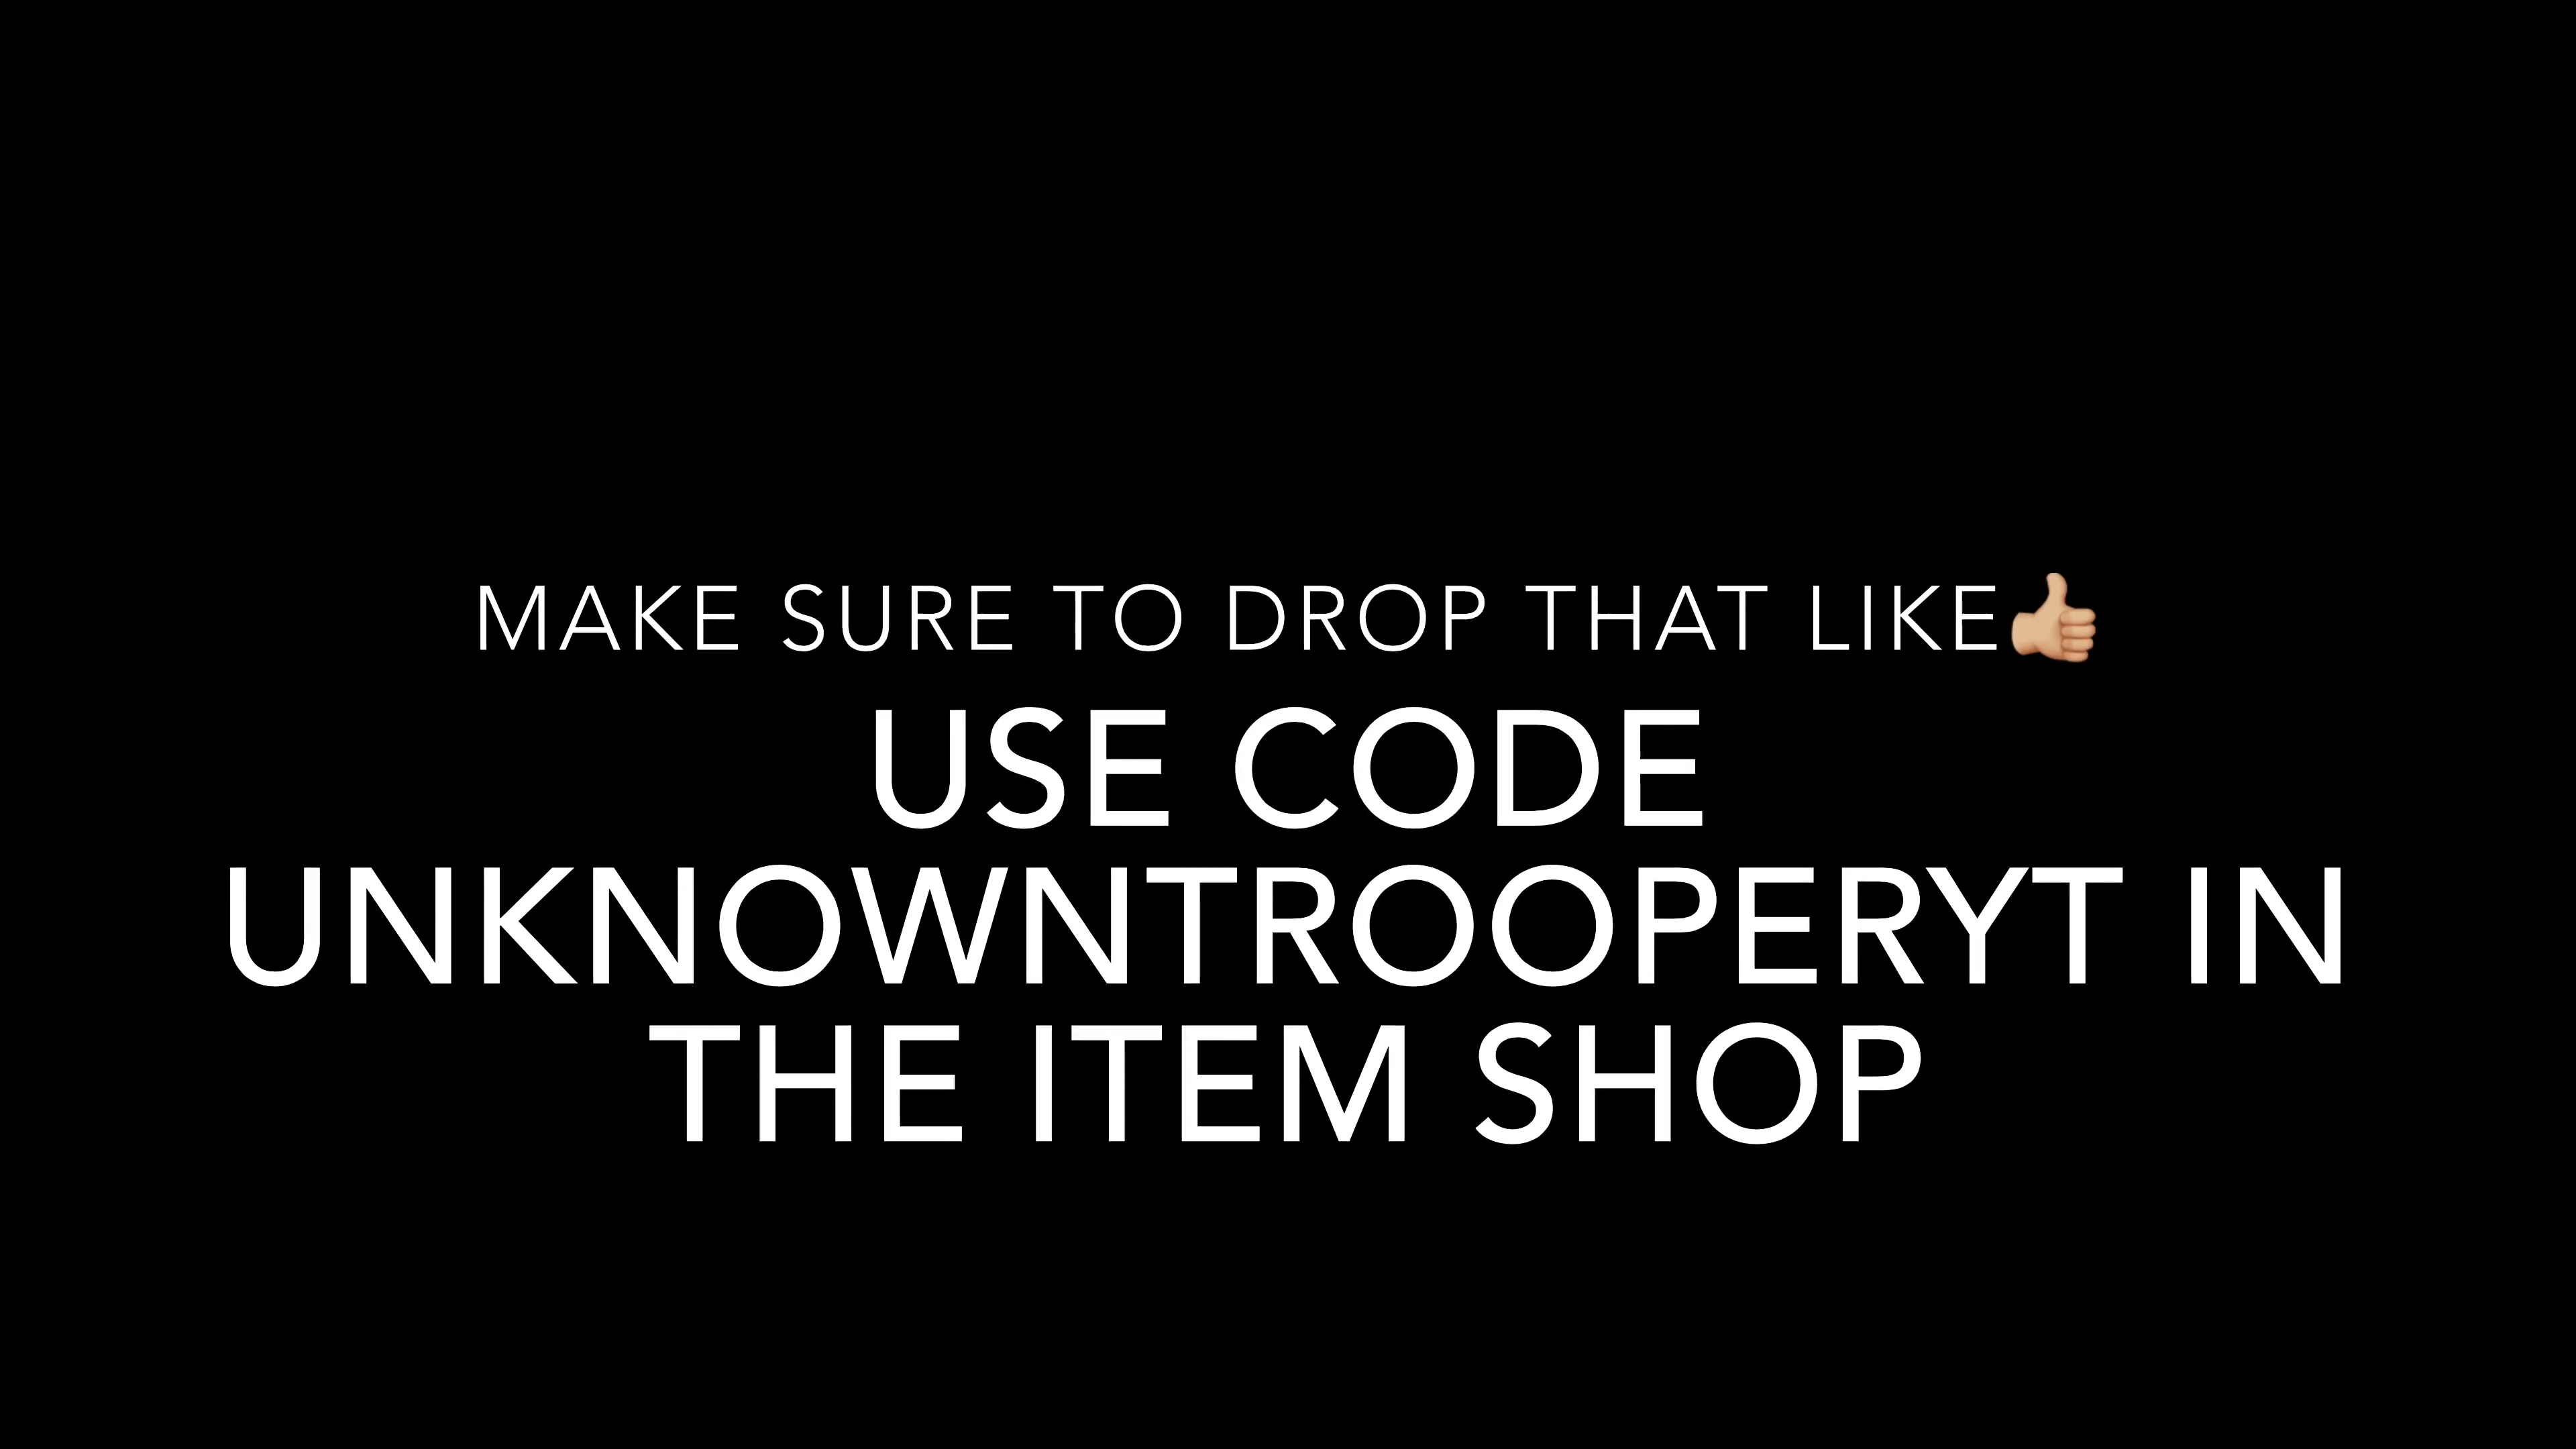 MAKE SURE TO DROP THAT LIKE👍🏼
USE CODE
UNKNOWNTROOPERYT IN
THE ITEM SHOP